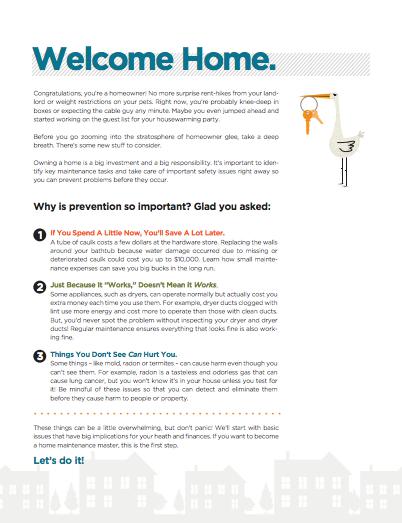 Welcome Home.
Congratulations, you're a homeowner! No more surprise rent-hikes from your land-
lord or weight restrictions on your pets. Right now, you're probably knee-deep in
boxes or expecting the cable guy any minute. Maybe you even jumped ahead and
started working on the guest list for your housewarming party.
Before you go zooming into the stratosphere of homeowner glee, take a deep
breath. There's some new stuff to consider.
Owning a home is a big investment and a big responsibility. It's important to iden-
tify key maintenance tasks and take care of important safety issues right away so
you can prevent problems before they occur.
Why is prevention so important? Glad you asked:
1 If You Spend A Little Now, You'll Save A Lot Later.
A tube of caulk costs a few dollars at the hardware store. Replacing the walls
around your bathtub because water damage occurred due to missing or
deteriorated caulk could cost you up to $10,000. Learn how small mainte-
nance expenses can save you big bucks in the long run.
2 Just Because It "Works," Doesn't Mean it Works.
Some appliances, such as dryers, can operate normally but actually cost you
extra money each time you use them. For example, dryer ducts clogged with
lint use more energy and cost more to operate than those with clean ducts.
But, you'd never spot the problem without inspecting your dryer and dryer
ducts! Regular maintenance ensures everything that looks fine is also work-
ing fine.
3 Things You Don't See Can Hurt You.
Some things - like mold, radon or termites - can cause harm even though you
can't see them. For example, radon is a tasteless and odorless gas that can
cause lung cancer, but you won't know it's in your house unless you test for
it! Be mindful of these issues so that you can detect and eliminate them
before they cause harm to people or property.
These things can be a little overwhelming, but don't panic! We'll start with basic
issues that have big implications for your heath and finances. If you want to become
a home maintenance master, this is the first step.
Let's do it!